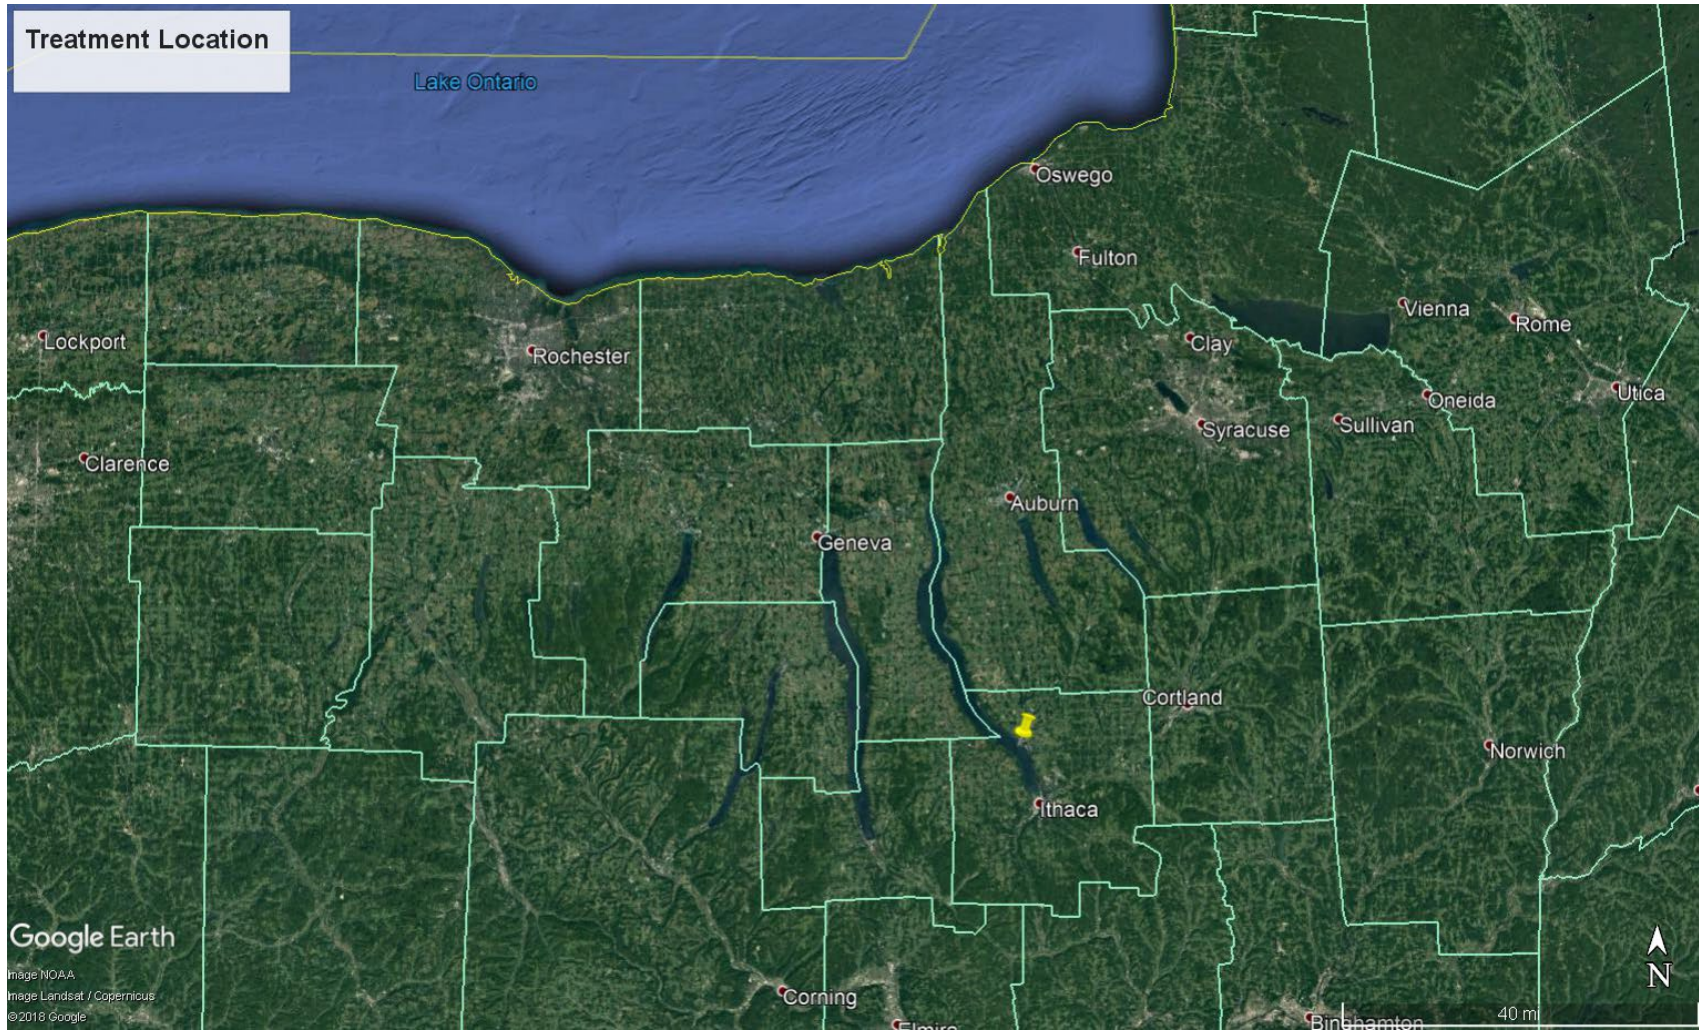 Treatment Location
Lake Ontario
Oswego
Fulton
Vienna
Rome
Lockport
Rochester
Clay
Utica
Oneida
Syracuse
Sullivan
Clarence
Auburn
Geneva
Cortland
Norwich
Ithaca
Google Earth
N
Image NOAA
Image Landsat / Copernicus
©2018 Google
Corning
40 mi
Elmira
Binghamton